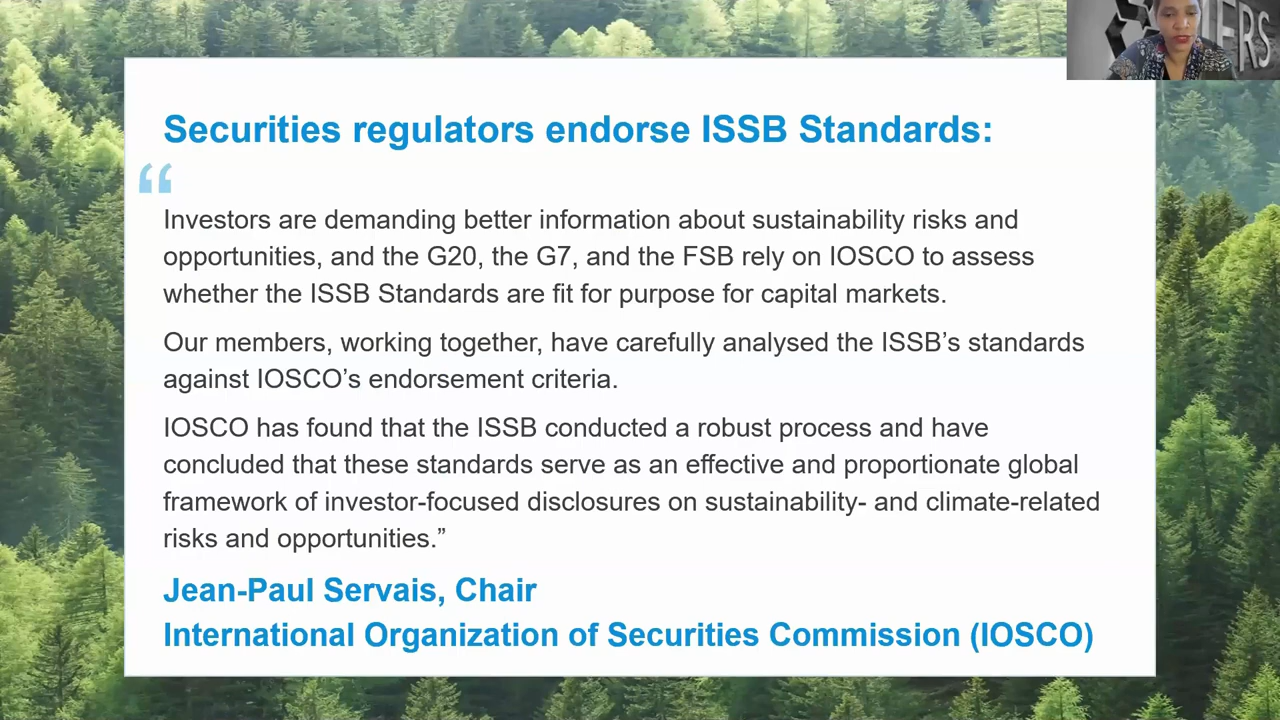 Securities regulators endorse ISSB Standards:
“
Investors are demanding better information about sustainability risks and
opportunities, and the G20, the G7, and the FSB rely on IOSCO to assess
whether the ISSB Standards are fit for purpose for capital markets.
Our members, working together, have carefully analysed the ISSB’s standards
against IOSCO’s endorsement criteria.
IOSCO has found that the ISSB conducted a robust process and have
concluded that these standards serve as an effective and proportionate global
framework of investor-focused disclosures on sustainability- and climate-related
risks and opportunities.”
Jean-Paul Servais, Chair
International Organization of Securities Commission (IOSCO)